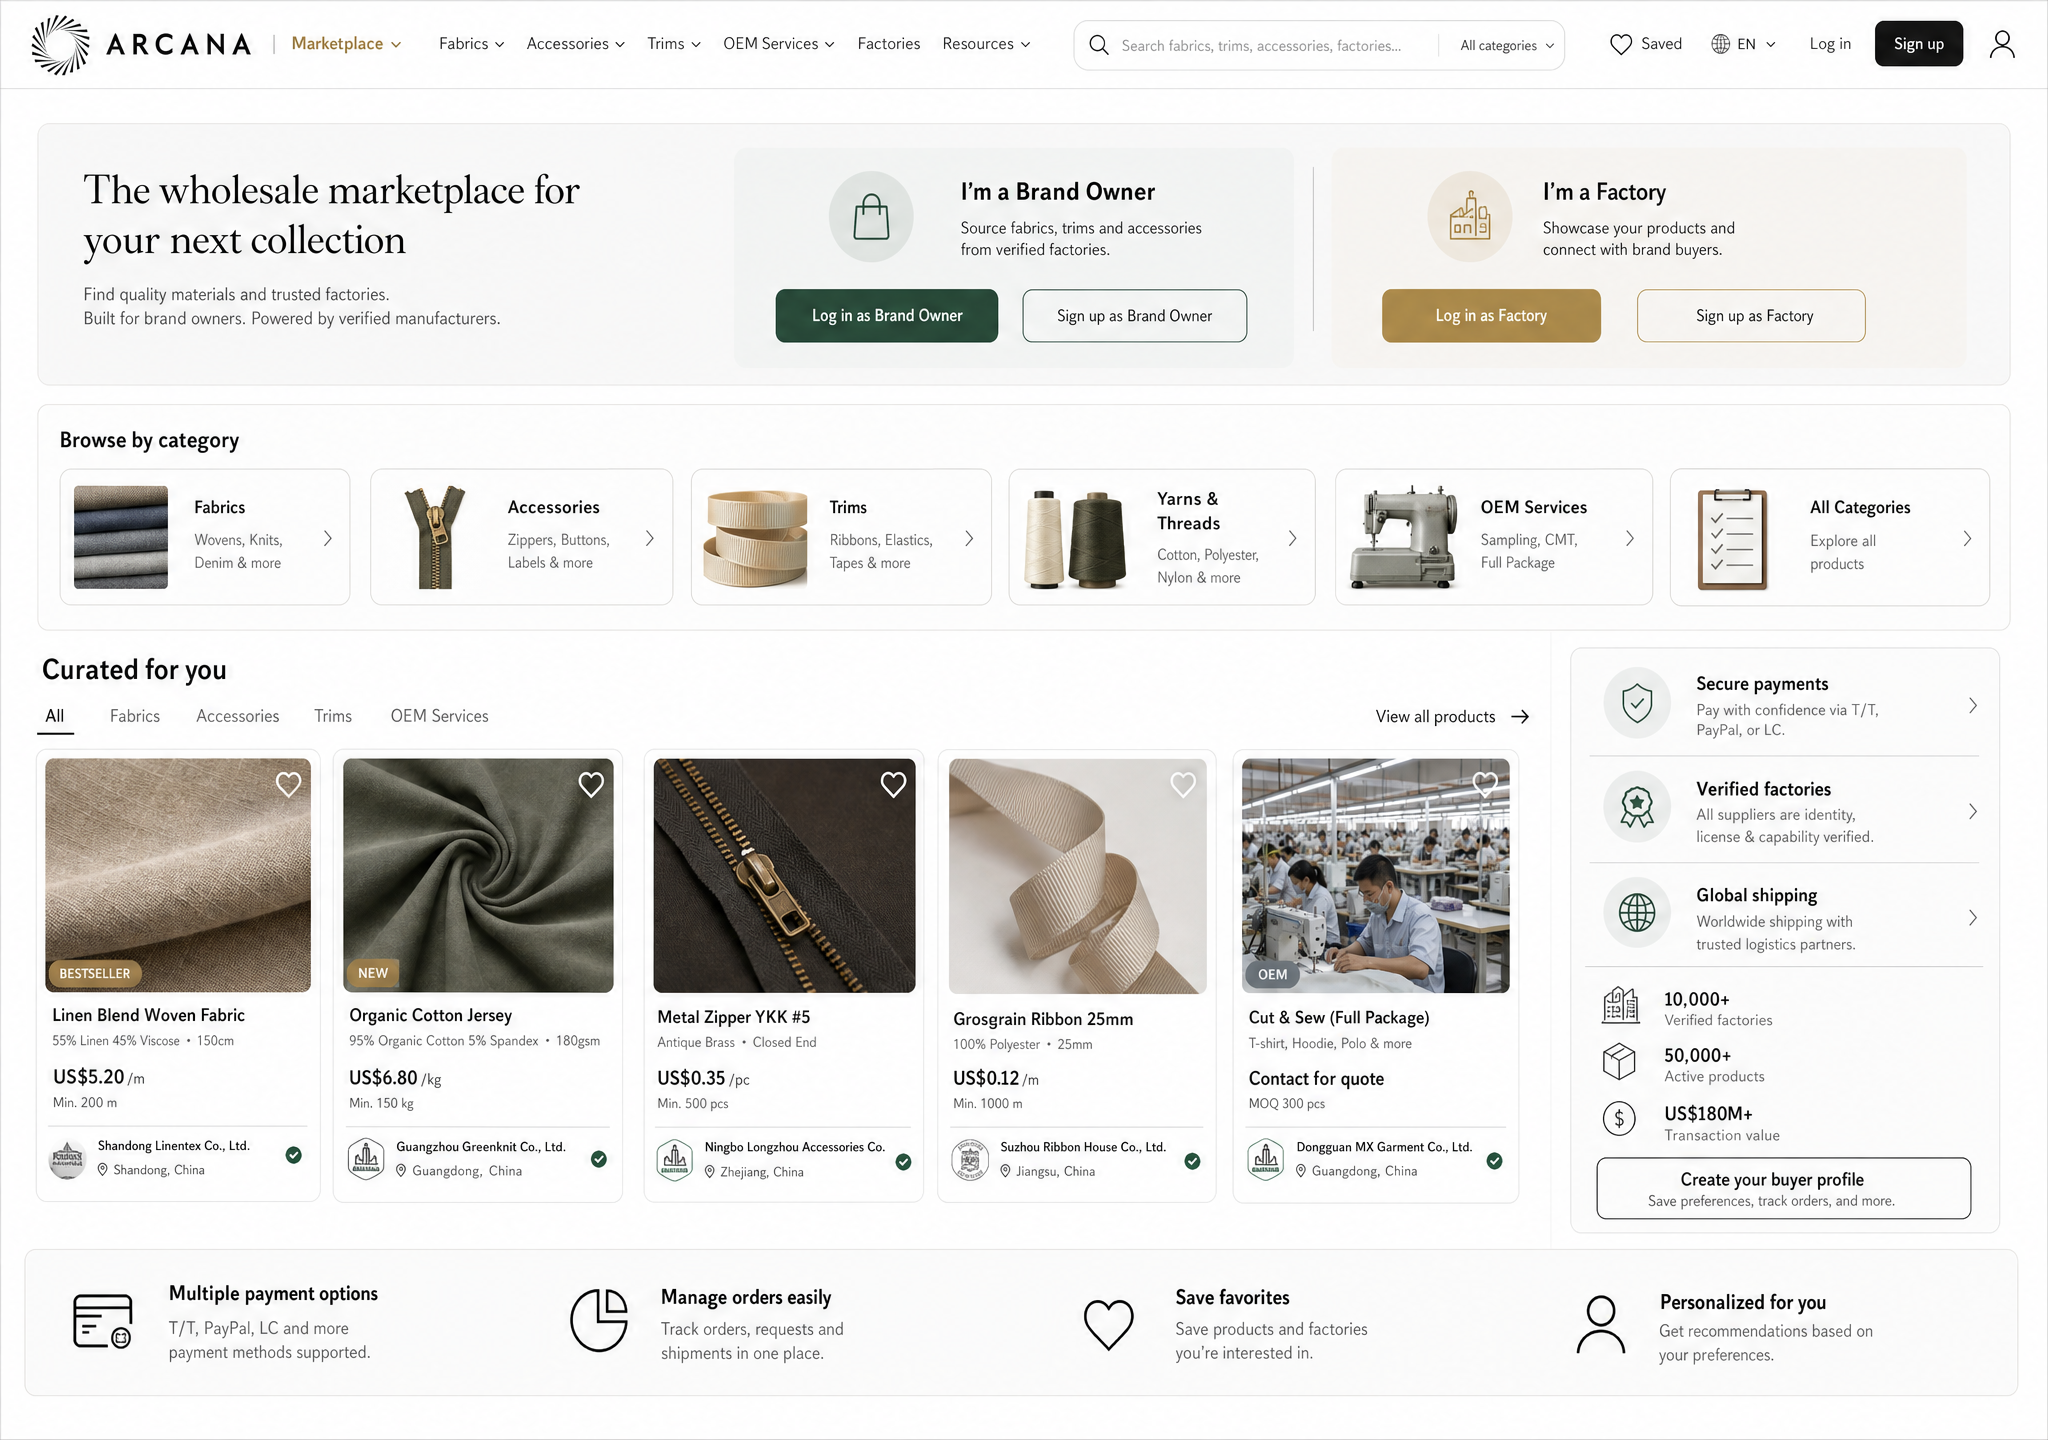 ARCANA
Marketplace
Fabrics
Accessories
Trims
OEM Services
Factories
Resources
Search fabrics, trims, accessories, factories...
All categories
Saved
EN
Log in
Sign up
The wholesale marketplace for
your next collection
Find quality materials and trusted factories.
Built for brand owners. Powered by verified manufacturers.
I'm a Brand Owner
Source fabrics, trims and accessories
from verified factories.
Log in as Brand Owner
Sign up as Brand Owner
I'm a Factory
Showcase your products and
connect with brand buyers.
Log in as Factory
Sign up as Factory
Browse by category
Fabrics
Wovens, Knits,
Denim & more
Accessories
Zippers, Buttons,
Labels & more
Trims
Ribbons, Elastics,
Tapes & more
Yarns &
Threads
Cotton, Polyester,
Nylon & more
OEM Services
Sampling, CMT,
Full Package
All Categories
Explore all
products
Curated for you
All
Fabrics
Accessories
Trims
OEM Services
View all products
BESTSELLER
Linen Blend Woven Fabric
55% Linen 45% Viscose • 150cm
US$5.20 /m
Min. 200 m
Shandong Linentex Co., Ltd.
Shandong, China
NEW
Organic Cotton Jersey
95% Organic Cotton 5% Spandex • 180gsm
US$6.80 /kg
Min. 150 kg
Guangzhou Greenknit Co., Ltd.
Guangdong, China
Metal Zipper YKK #5
Antique Brass • Closed End
US$0.35 /pc
Min. 500 pcs
Ningbo Longzhou Accessories Co.
Zhejiang, China
Grosgrain Ribbon 25mm
100% Polyester • 25mm
US$0.12 /m
Min. 1000 m
Suzhou Ribbon House Co., Ltd.
Jiangsu, China
OEM
Cut & Sew (Full Package)
T-shirt, Hoodie, Polo & more
Contact for quote
MOQ 300 pcs
Dongguan MX Garment Co., Ltd.
Guangdong, China
Secure payments
Pay with confidence via T/T,
PayPal, or LC.
Verified factories
All suppliers are identity,
license & capability verified.
Global shipping
Worldwide shipping with
trusted logistics partners.
10,000+
Verified factories
50,000+
Active products
$
US$180M+
Transaction value
Create your buyer profile
Save preferences, track orders, and more.
Multiple payment options
T/T, PayPal, LC and more
payment methods supported.
Manage orders easily
Track orders, requests and
shipments in one place.
Save favorites
Save products and factories
you're interested in.
Personalized for you
Get recommendations based on
your preferences.